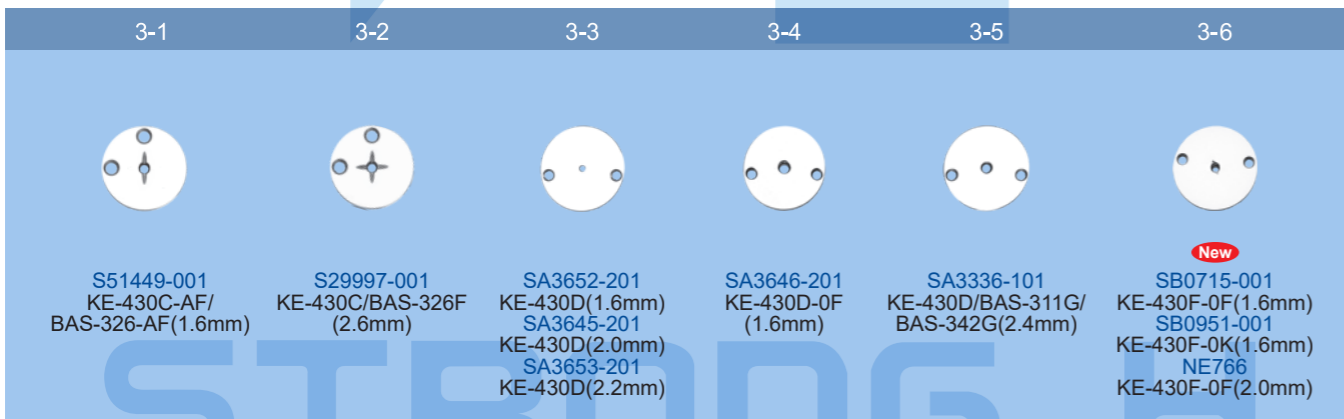 3-1
3-2
3-3
3-4
3-5
3-6
New
S51449-001
KE-430C-AF/
BAS-326-AF(1.6mm)
S29997-001
KE-430C/BAS-326F
(2.6mm)
SA3652-201
KE-430D(1.6mm)
SA3645-201
KE-430D(2.0mm)
SA3653-201
KE-430D(2.2mm)
SA3646-201
KE-430D-0F
(1.6mm)
SA3336-101
KE-430D/BAS-311G/
BAS-342G(2.4mm)
SB0715-001
KE-430F-0F(1.6mm)
SB0951-001
KE-430F-0K(1.6mm)
NE766
KE-430F-0F(2.0mm)
STRONG H